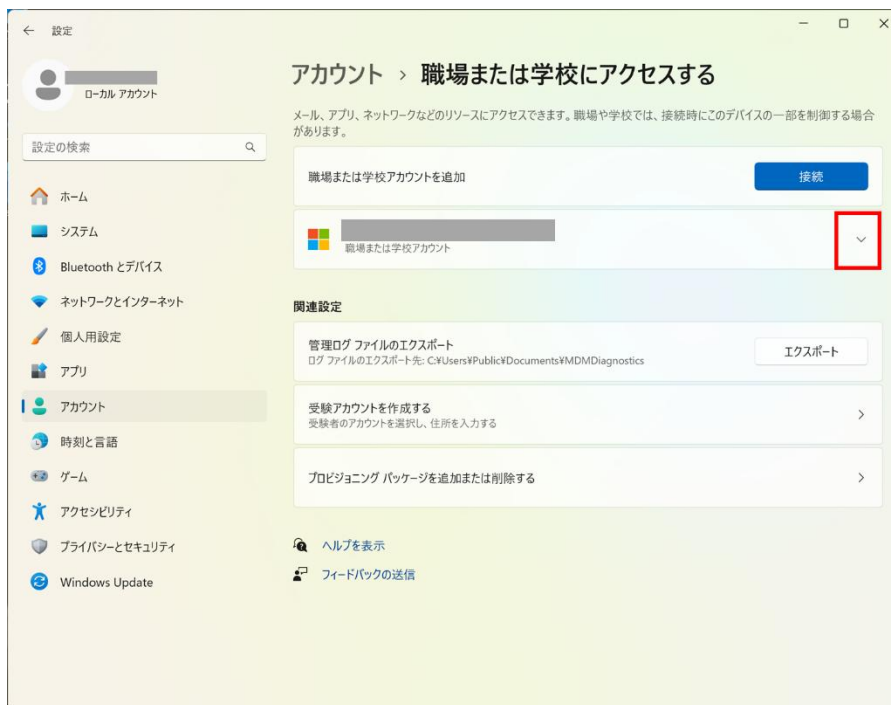 設定
ローカル アカウント
設定の検索
ホーム
システム
Bluetooth とデバイス
ネットワークとインターネット
個人用設定
アプリ
アカウント
時刻と言語
ゲーム
アクセシビリティ
プライバシーとセキュリティ
Windows Update
アカウント › 職場または学校にアクセスする
メール、アプリ、ネットワークなどのリソースにアクセスできます。職場や学校では、接続時にこのデバイスの一部を制御する場合
があります。
職場または学校アカウントを追加
接続
職場または学校アカウント
関連設定
管理ログ ファイルのエクスポート
ログ ファイルのエクスポート先: C:¥Users¥Public¥Documents¥MDMDiagnostics
エクスポート
受験アカウントを作成する
受験者のアカウントを選択し、住所を入力する
プロビジョニング パッケージを追加または削除する
ヘルプを表示
フィードバックの送信